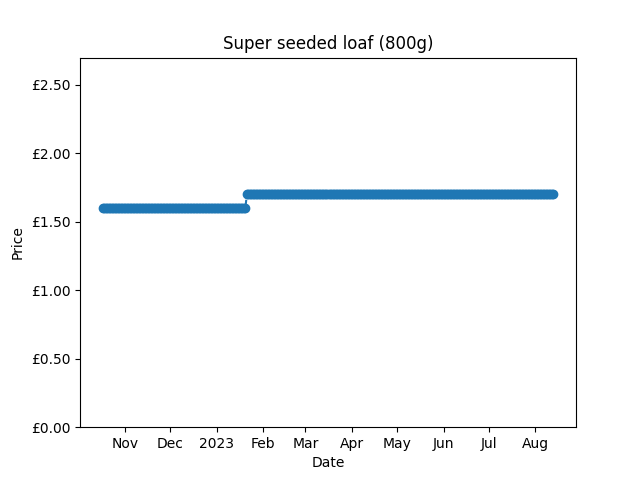 Super seeded loaf (800g)
£2.50
£2.00
£1.50
£1.00
£0.50
£0.00
Price
Nov Dec 2023 Feb Mar Apr May Jun Jul Aug
Date